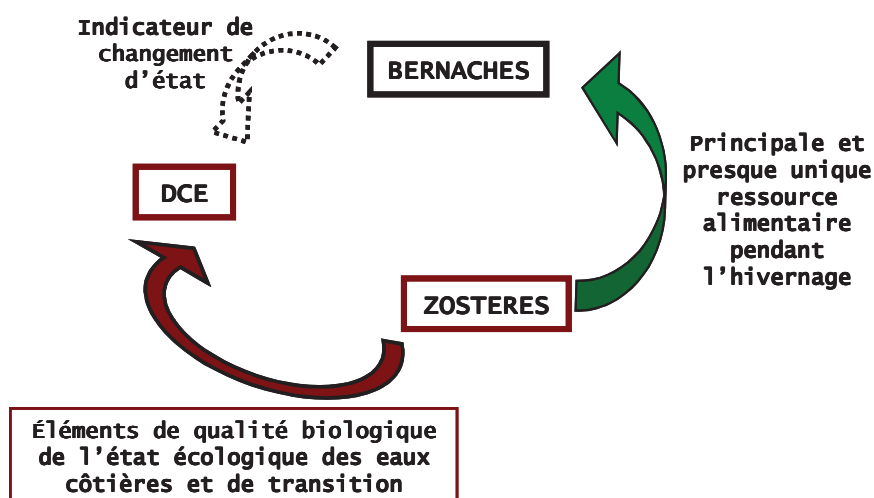 Indicateur de
changement
d’état
BERNACHES
Principale et
presque unique
ressource
alimentaire
pendant
l’hivernage
DCE
ZOSTERES
Éléments de qualité biologique
de l’état écologique des eaux
côtières et de transition